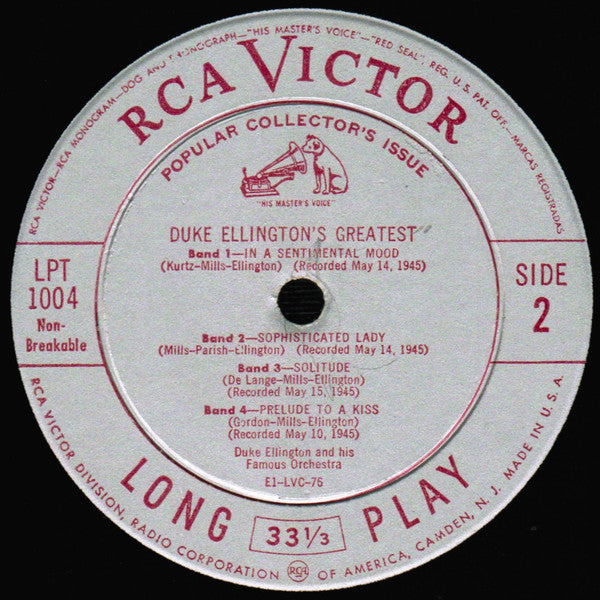 RCA VICTOR—RCA MONOGRAM—DOG AND PHONOGRAPH—"HIS MASTER'S VOICE"—"RED SEAL", REG. U. S. PAT. OFF.—MARCAS REGISTRADAS
RCA VICTOR
POPULAR COLLECTOR'S ISSUE
"HIS MASTER'S VOICE"
DUKE ELLINGTON'S GREATEST
Band 1—IN A SENTIMENTAL MOOD
(Kurtz-Mills-Ellington) (Recorded May 14, 1945)
LPT
1004
Non-
Breakable
SIDE
2
Band 2—SOPHISTICATED LADY
(Mills-Parish-Ellington) (Recorded May 14, 1945)
Band 3—SOLITUDE
(De Lange-Mills-Ellington)
(Recorded May 15, 1945)
Band 4—PRELUDE TO A KISS
(Gordon-Mills-Ellington)
(Recorded May 10, 1945)
Duke Ellington and his
Famous Orchestra
E1-LVC-76
LONG 33 1/3 PLAY
RCA VICTOR DIVISION, RADIO CORPORATION RCA OF AMERICA, CAMDEN, N. J. MADE IN U.S.A.